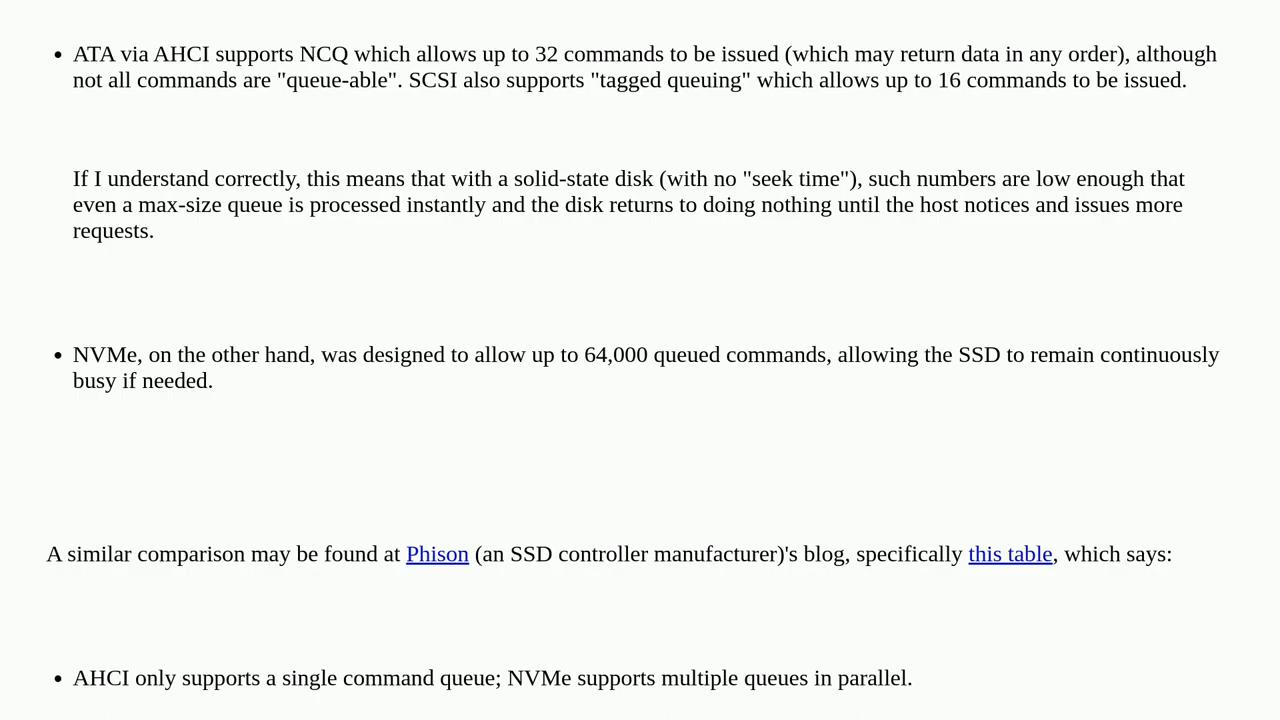 • ATA via AHCI supports NCQ which allows up to 32 commands to be issued (which may return data in any order), although
not all commands are "queue-able". SCSI also supports "tagged queuing" which allows up to 16 commands to be issued.
If I understand correctly, this means that with a solid-state disk (with no "seek time"), such numbers are low enough that
even a max-size queue is processed instantly and the disk returns to doing nothing until the host notices and issues more
requests.
• NVMe, on the other hand, was designed to allow up to 64,000 queued commands, allowing the SSD to remain continuously
busy if needed.
A similar comparison may be found at Phison (an SSD controller manufacturer)'s blog, specifically this table, which says:
• AHCI only supports a single command queue; NVMe supports multiple queues in parallel.